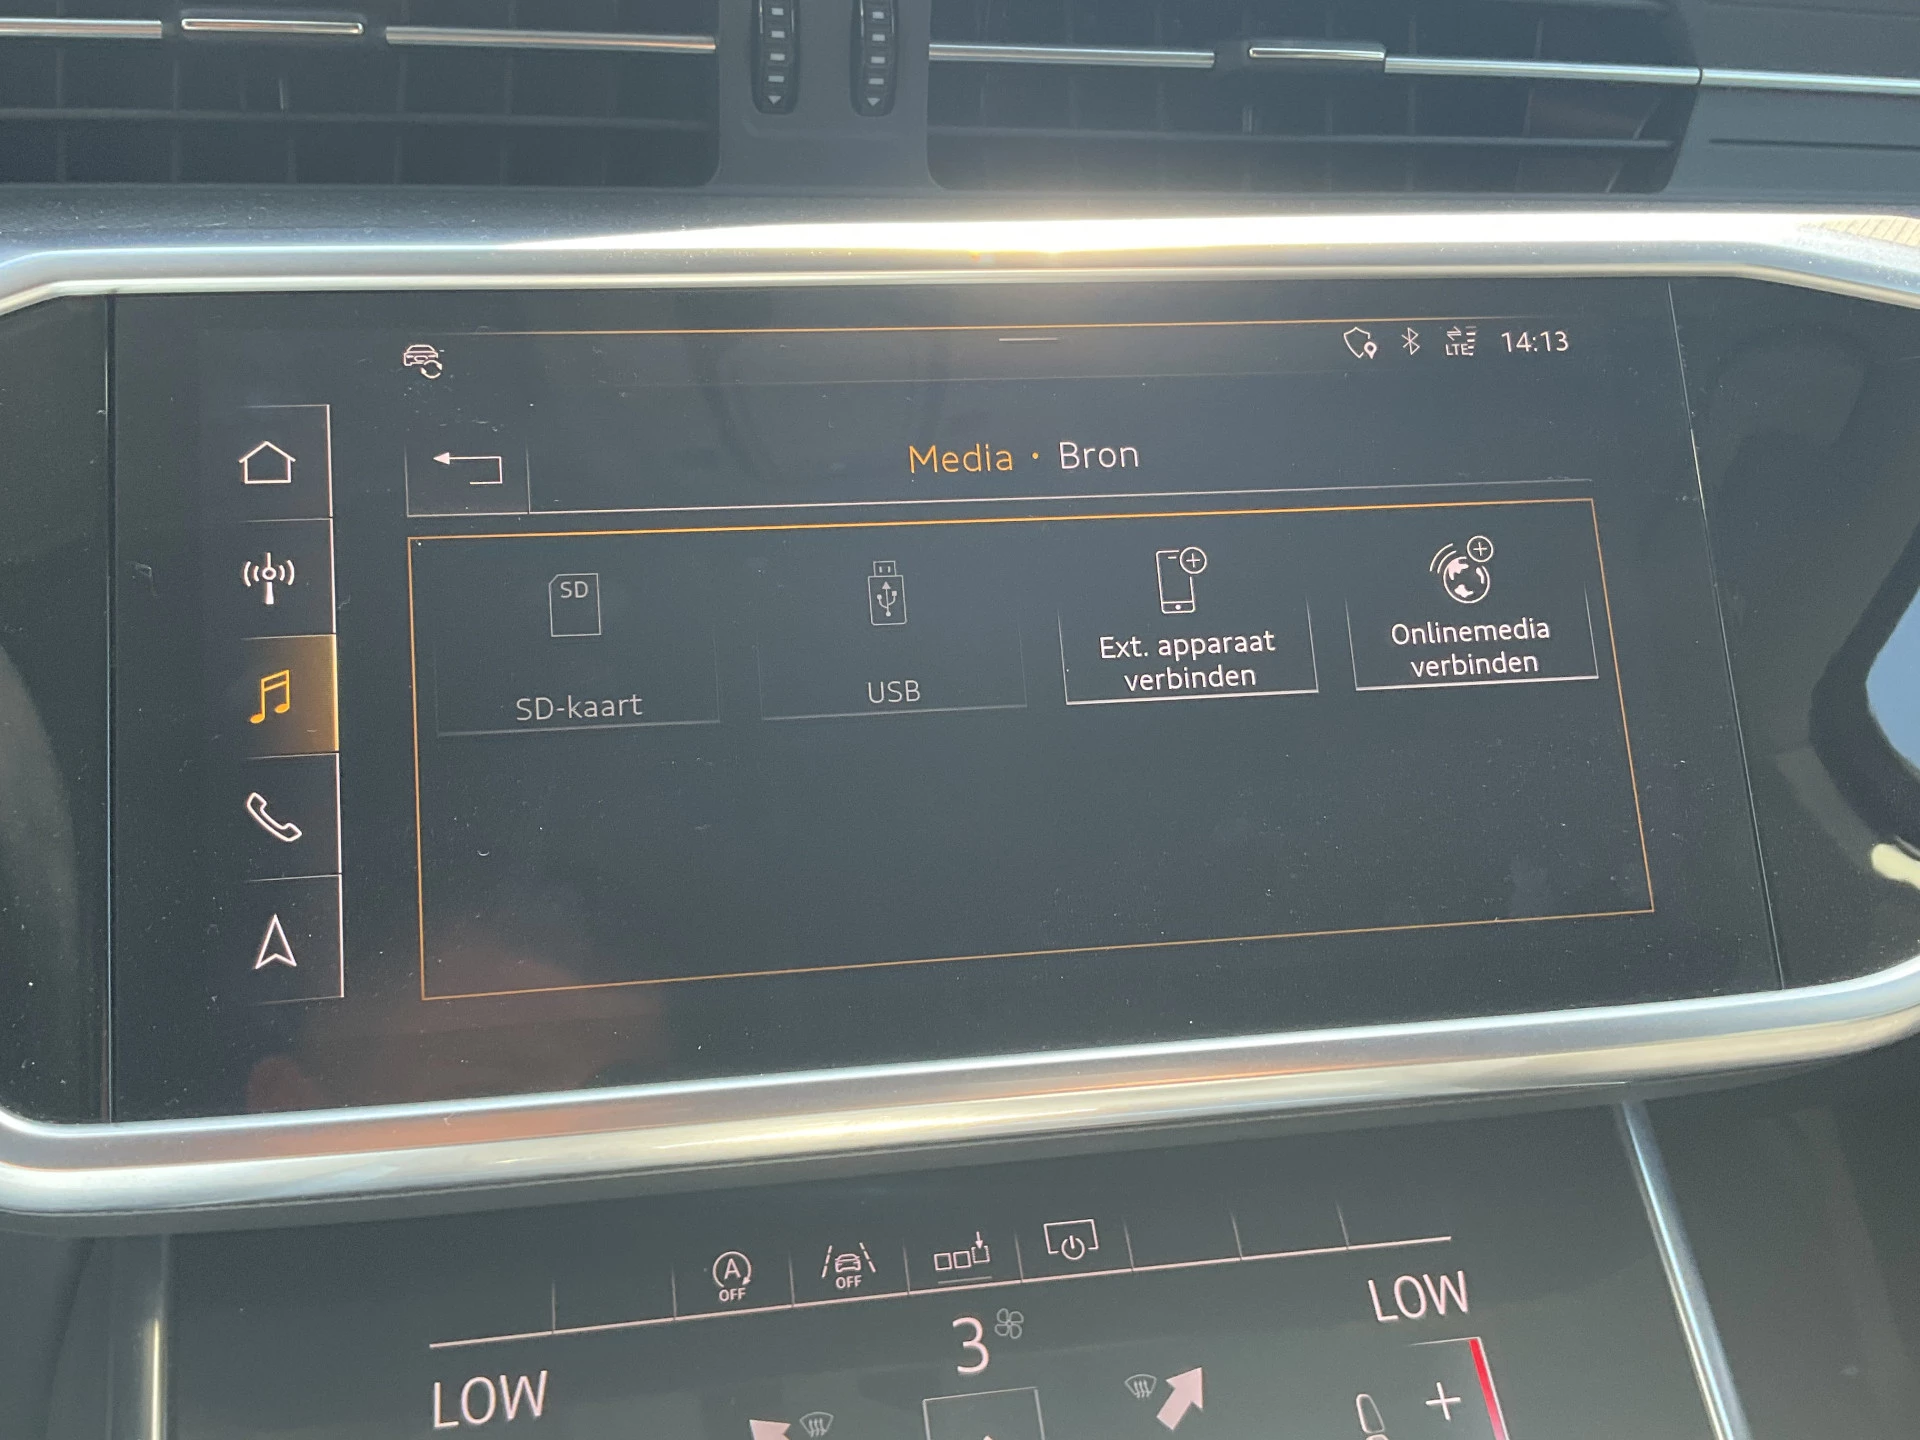 LTE 14:13
Media · Bron
SD
SD-kaart
USB
Ext. apparaat
verbinden
Onlinemedia
verbinden
A
OFF
OFF
LOW
3
LOW
+